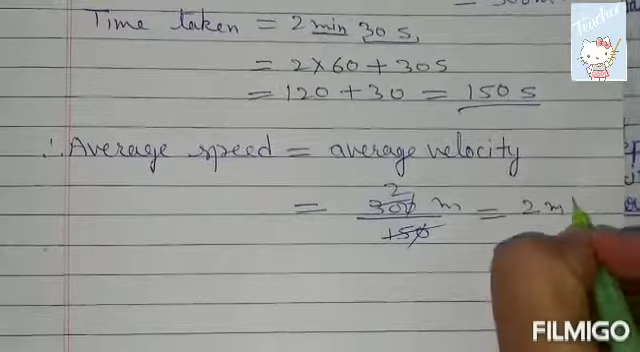 Teacher
Time taken = 2 min 30 s,
= 2×60 + 30s
= 120 + 30 = 150 s
∴ Average speed = average velocity
2
= 300 m = 2 m
150
FILMIGO